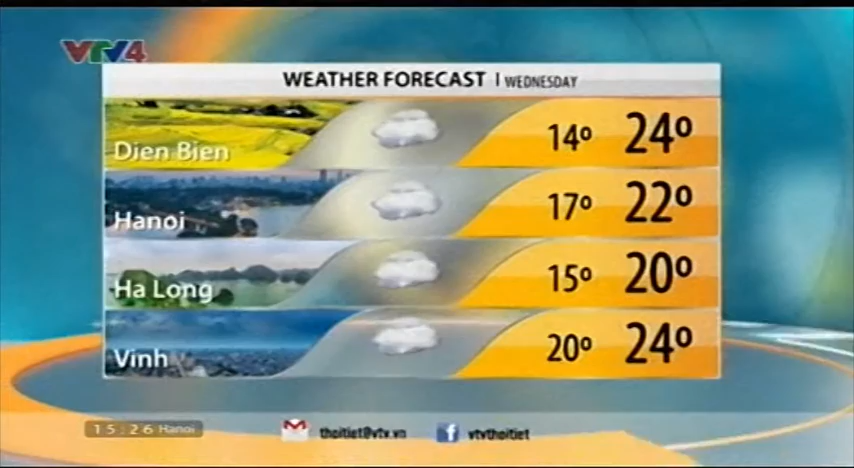 VTV4
WEATHER FORECAST | WEDNESDAY
Dien Bien 14º 24º
Hanoi 17º 22º
Ha Long 15º 20º
Vinh 20º 24º
15:26 Hanoi thoitiet@vtv.vn vtvthoitiet